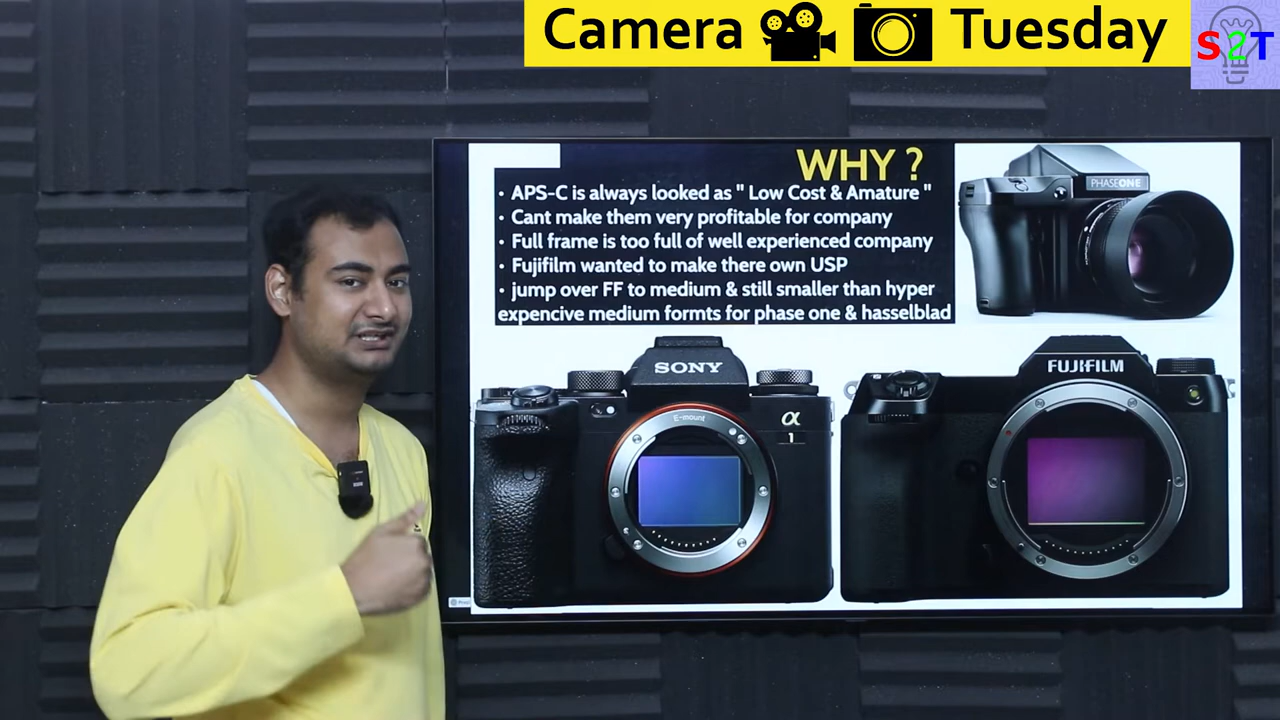 Camera Tuesday
S2T
WHY ?
• APS-C is always looked as " Low Cost & Amature "
• Cant make them very profitable for company
• Full frame is too full of well experienced company
• Fujifilm wanted to make there own USP
• jump over FF to medium & still smaller than hyper
expencive medium formts for phase one & hasselblad
PHASEONE
SONY
E-mount
α
1
FUJIFILM